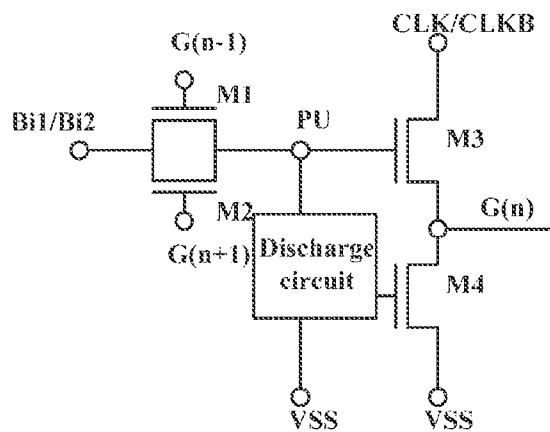 CLK/CLKB
G(n-1)
M1
Bi1/Bi2
PU
M3
M2
G(n)
G(n+1)
Discharge
circuit
M4
VSS
VSS